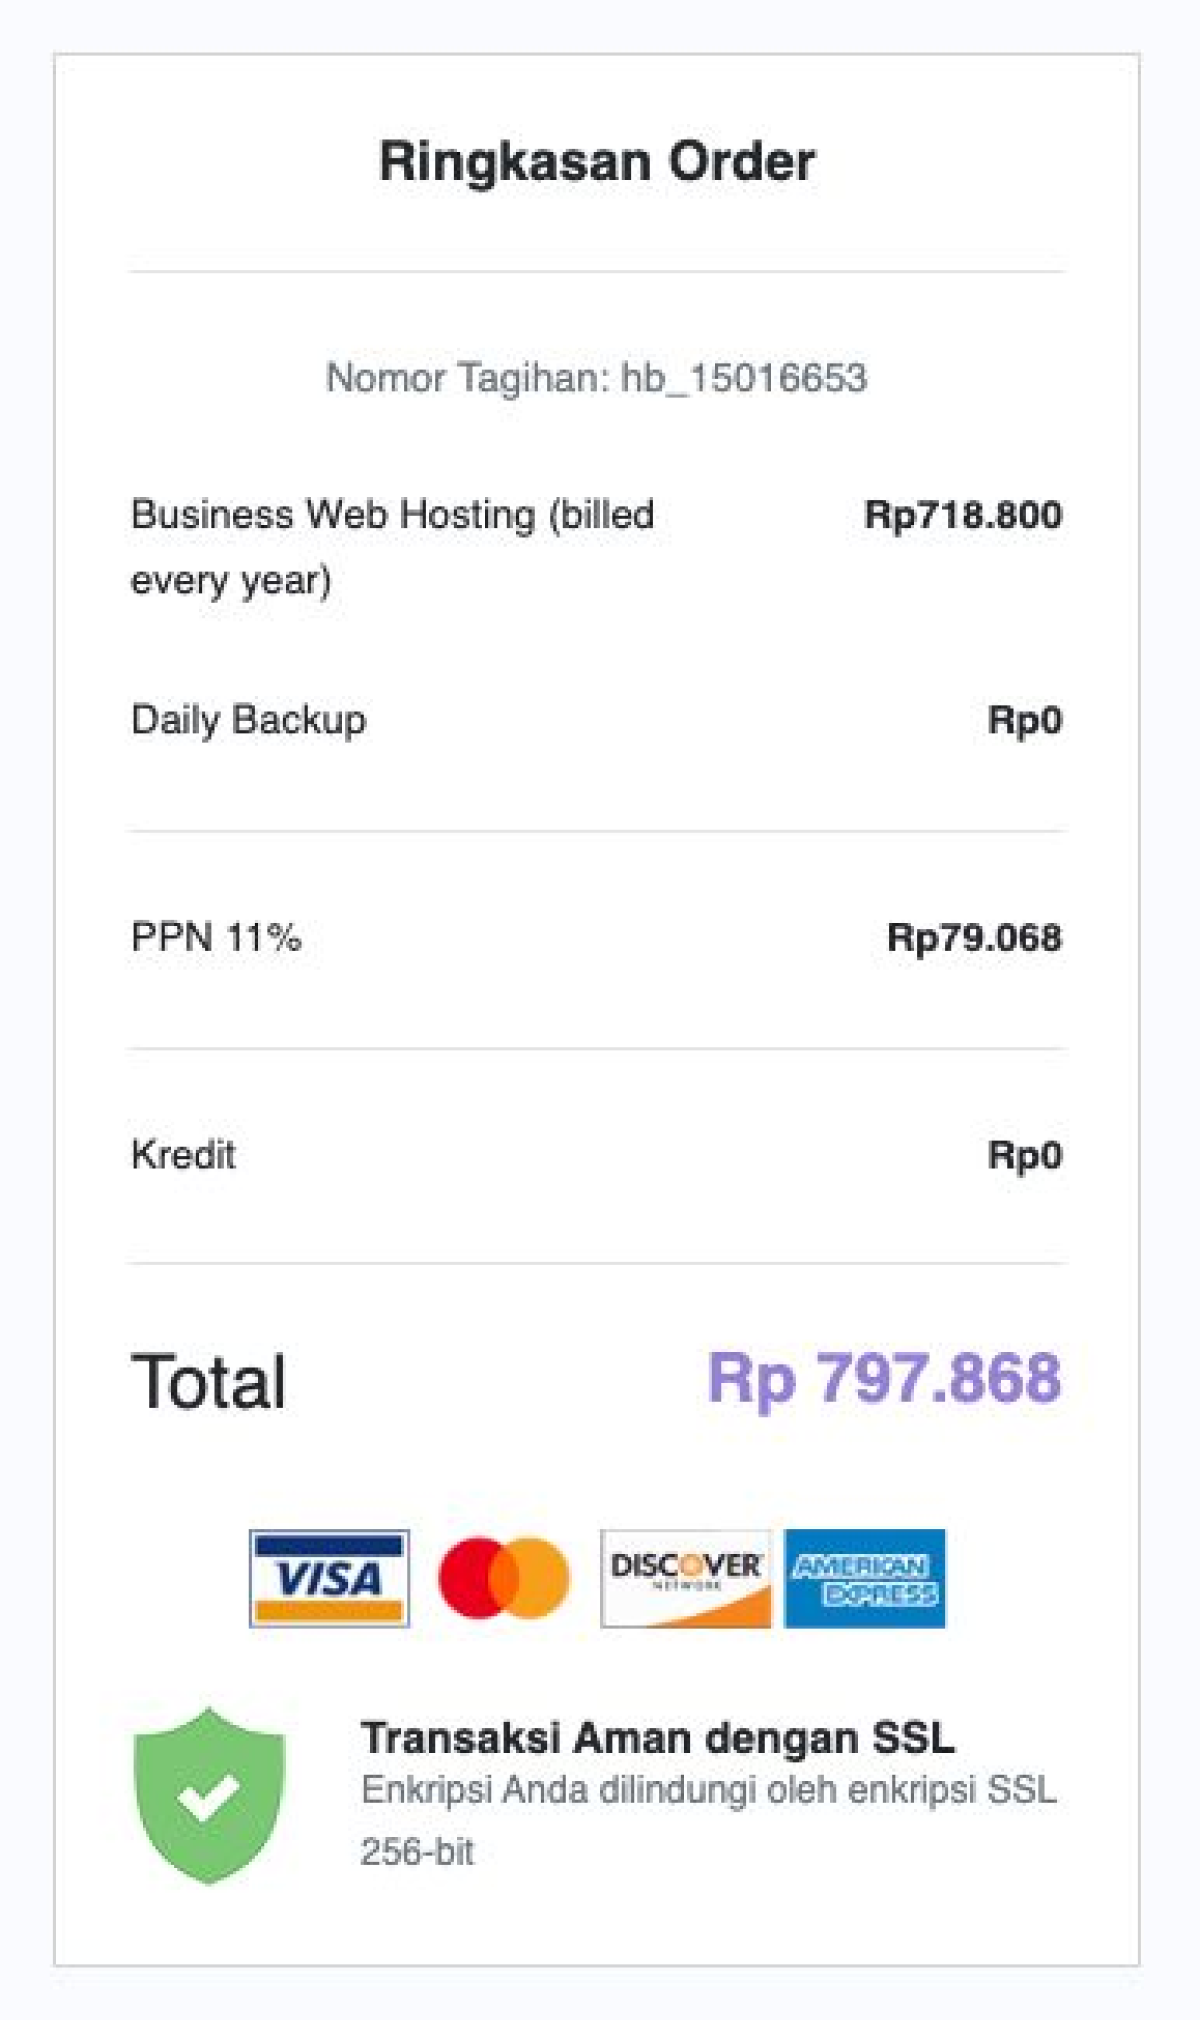 Ringkasan Order
Nomor Tagihan: hb_15016653
Business Web Hosting (billed
every year)
Rp718.800
Daily Backup
Rp0
PPN 11%
Rp79.068
Kredit
Rp0
Total
Rp 797.868
VISA
DISCOVER
NETWORK
AMERICAN
EXPRESS
Transaksi Aman dengan SSL
Enkripsi Anda dilindungi oleh enkripsi SSL
256-bit